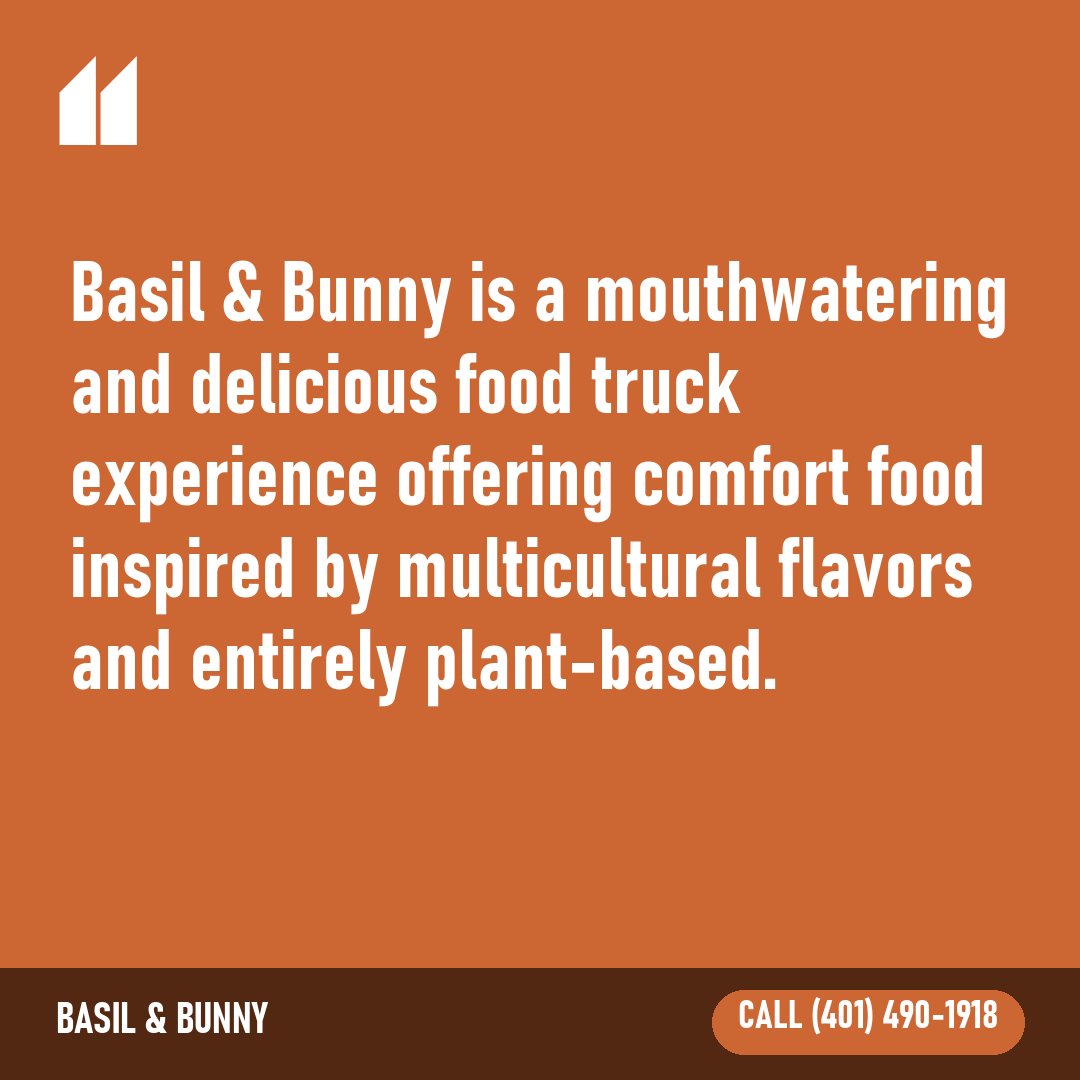 Basil & Bunny is a mouthwatering
and delicious food truck
experience offering comfort food
inspired by multicultural flavors
and entirely plant-based.
BASIL & BUNNY
CALL (401) 490-1918